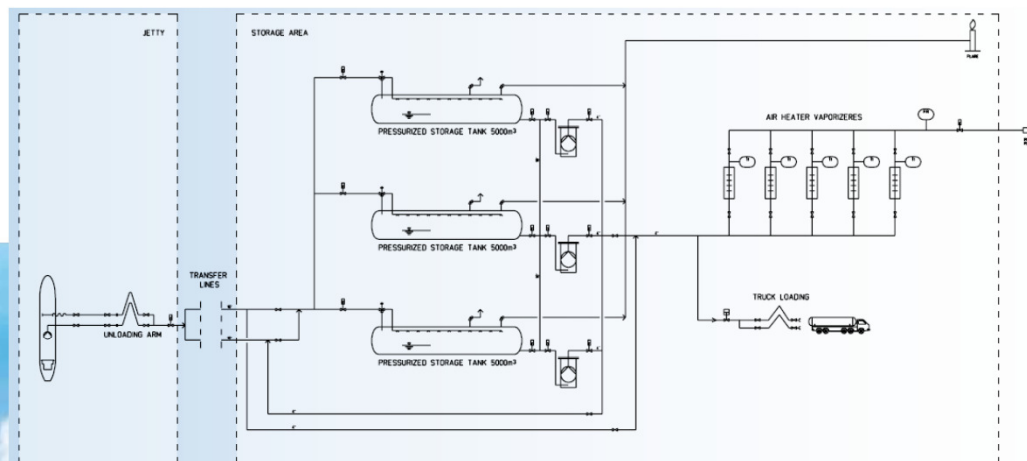 JETTY
STORAGE AREA
FLARE
PRESSURIZED STORAGE TANK 5000m³
AIR HEATER VAPORIZERES
PRESSURIZED STORAGE TANK 5000m³
TRANSFER
LINES
TRUCK LOADING
UNLOADING ARM
PRESSURIZED STORAGE TANK 5000m³